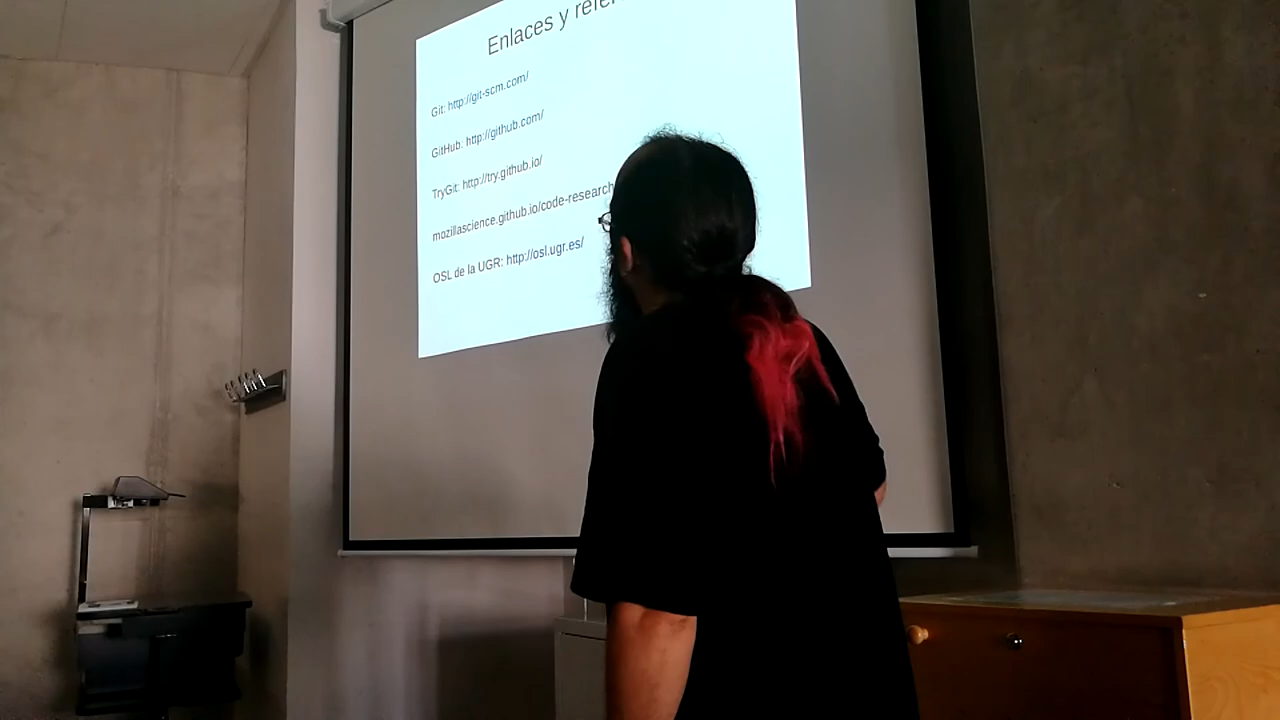 Enlaces y
Git: http://git-scm.com/
GitHub: http://github.com/
TryGit: http://try.github.io/
mozillascience.github.io/code-research
OSL de la UGR: http://osl.ugr.es/